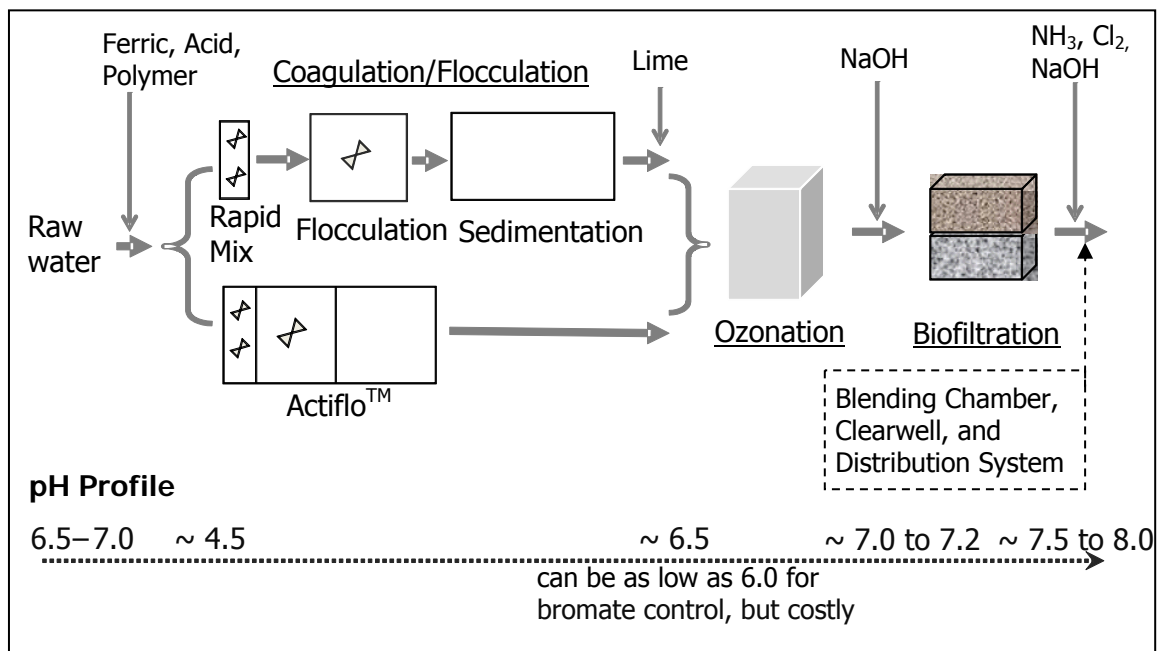 Ferric, Acid,
Polymer
Coagulation/Flocculation
Lime
NaOH
NH₃, Cl₂,
NaOH
Raw
water
Rapid
Mix
Flocculation
Sedimentation
Actiflo™
Ozonation
Biofiltration
Blending Chamber,
Clearwell, and
Distribution System
pH Profile
6.5–7.0 ~ 4.5 ~ 6.5 ~ 7.0 to 7.2 ~ 7.5 to 8.0
can be as low as 6.0 for
bromate control, but costly